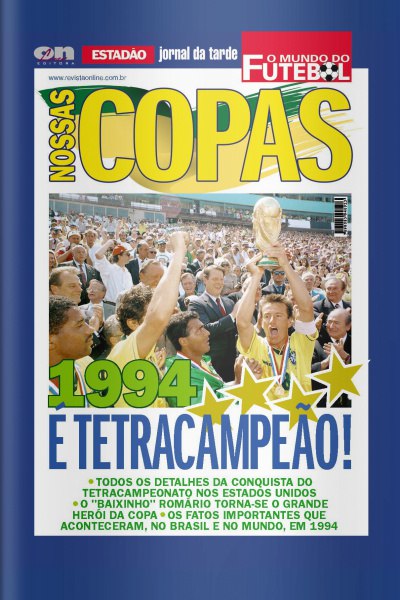 on
EDITORA
ESTADÃO
jornal da tarde
O MUNDO DO
FUTEBOL
www.revistaonline.com.br
NOSSAS
COPAS
1994
É TETRACAMPEÃO!
• TODOS OS DETALHES DA CONQUISTA DO
TETRACAMPEONATO NOS ESTADOS UNIDOS
• O "BAIXINHO" ROMÁRIO TORNA-SE O GRANDE
HERÓI DA COPA • OS FATOS IMPORTANTES QUE
ACONTECERAM, NO BRASIL E NO MUNDO, EM 1994